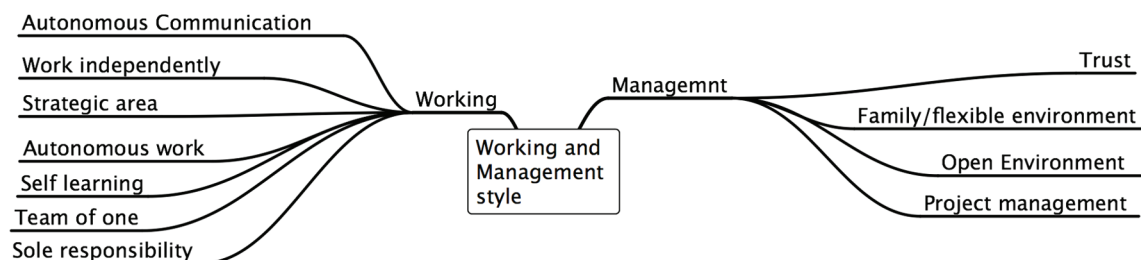 Autonomous Communication
Work independently
Strategic area
Autonomous work
Self learning
Team of one
Sole responsibility
Working
Working and
Management
style
Managemnt
Trust
Family/flexible environment
Open Environment
Project management